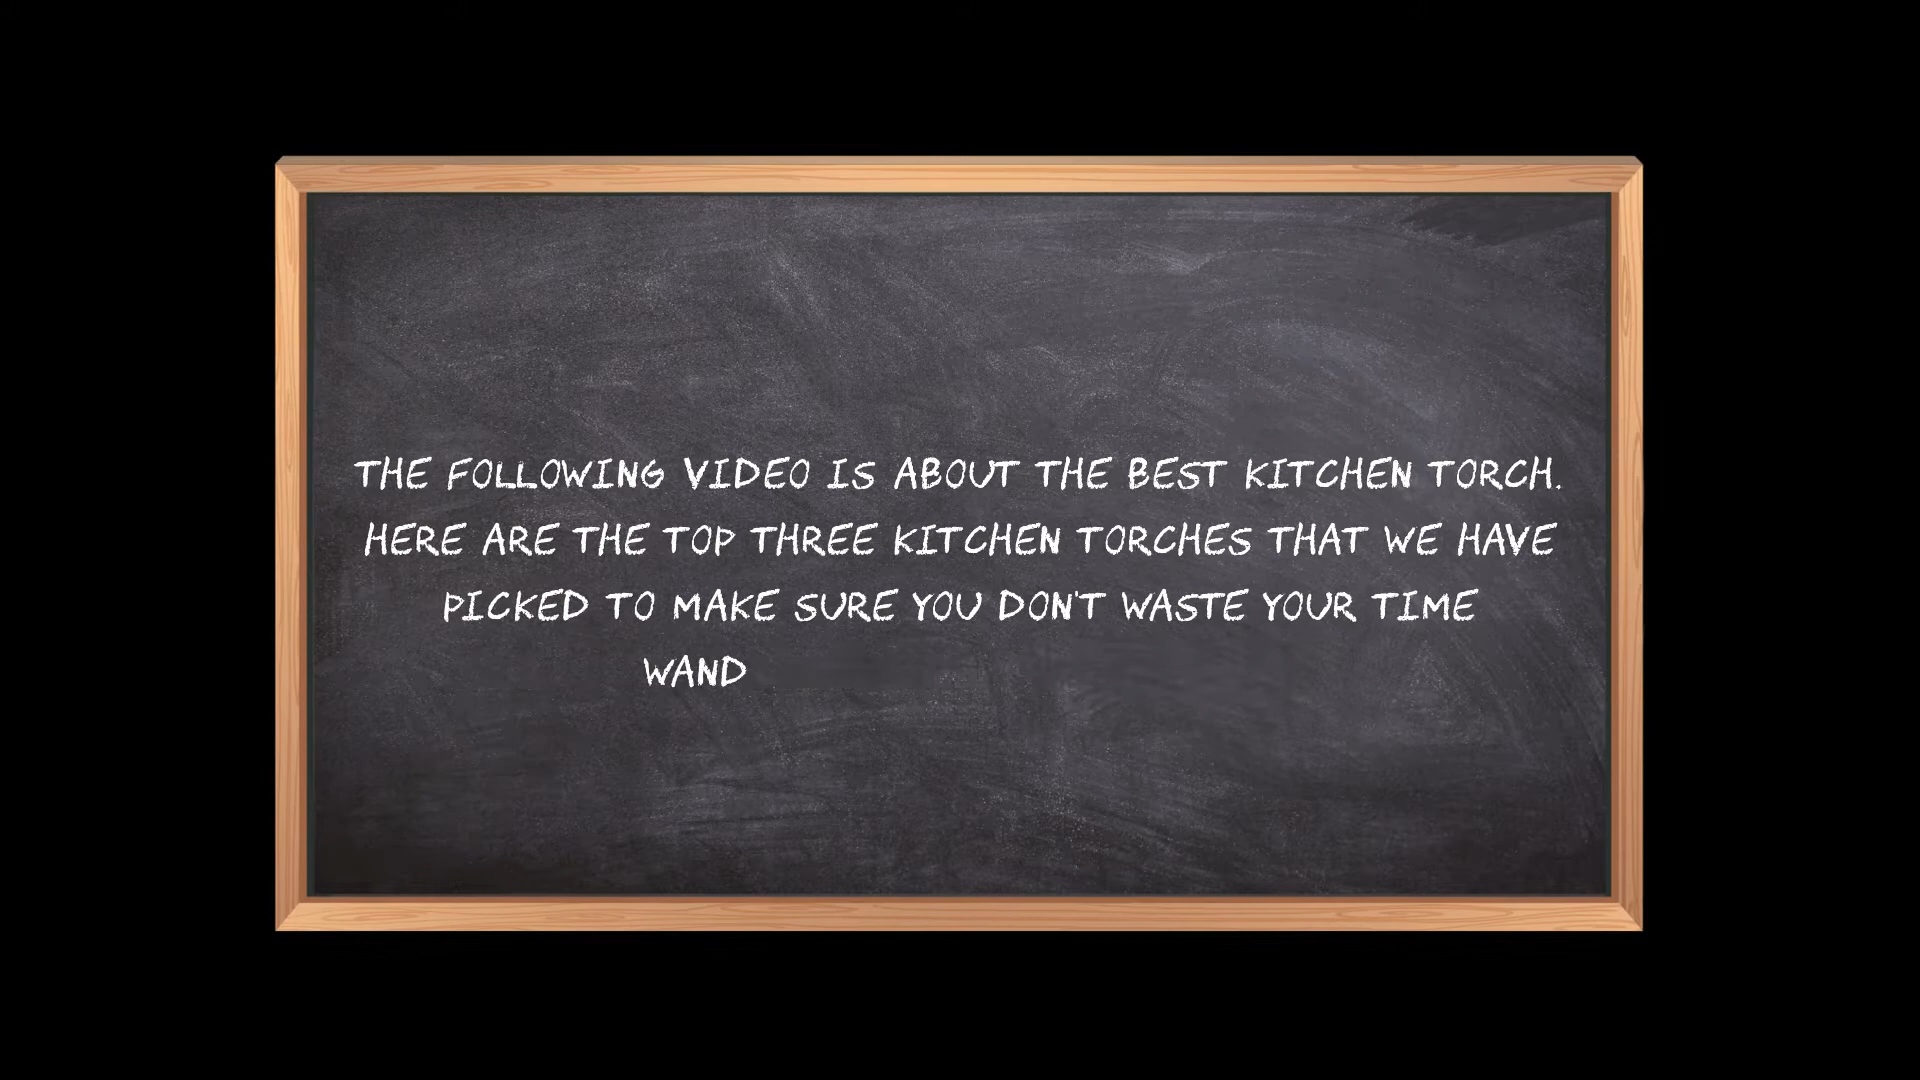 THE FOLLOWING VIDEO IS ABOUT THE BEST KITCHEN TORCH.
HERE ARE THE TOP THREE KITCHEN TORCHES THAT WE HAVE
PICKED TO MAKE SURE YOU DON'T WASTE YOUR TIME
WAND